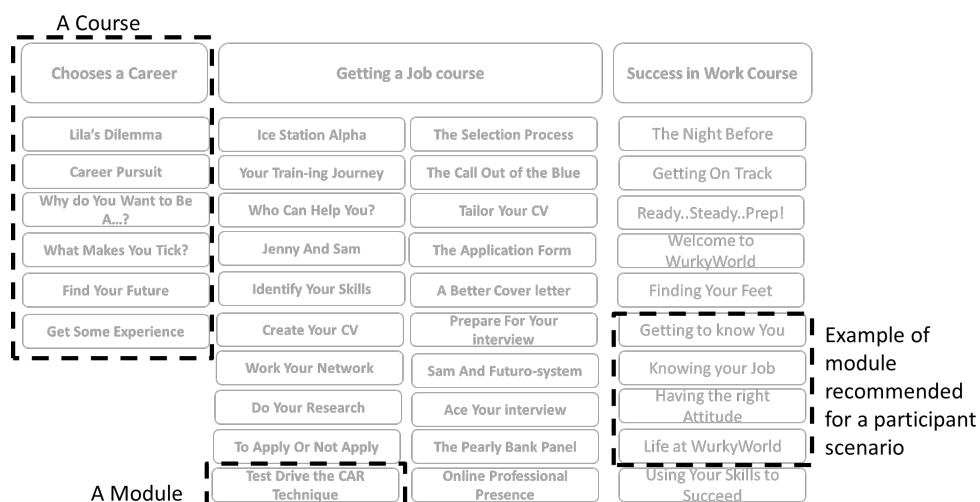 A Course
Chooses a Career
Getting a Job course
Success in Work Course
Lila's Dilemma
Career Pursuit
Why do You Want to Be
A...?
What Makes You Tick?
Find Your Future
Get Some Experience
Ice Station Alpha
Your Train-ing Journey
Who Can Help You?
Jenny And Sam
Identify Your Skills
Create Your CV
Work Your Network
Do Your Research
To Apply Or Not Apply
Test Drive the CAR
Technique
The Selection Process
The Call Out of the Blue
Tailor Your CV
The Application Form
A Better Cover letter
Prepare For Your
interview
Sam And Futuro-system
Ace Your interview
The Pearly Bank Panel
Online Professional
Presence
The Night Before
Getting On Track
Ready..Steady..Prep!
Welcome to
WurkyWorld
Finding Your Feet
Getting to know You
Knowing your Job
Having the right
Attitude
Life at WurkyWorld
Using Your Skills to
Succeed
Example of
module
recommended
for a participant
scenario
A Module